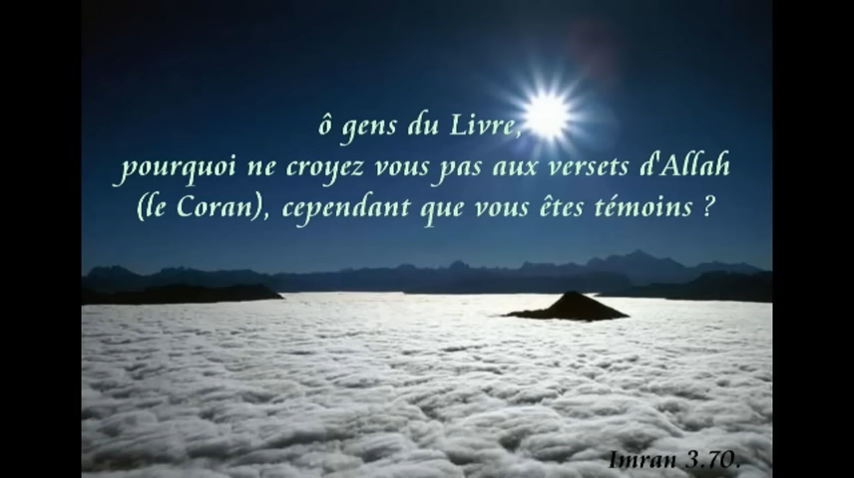 ô gens du Livre,
pourquoi ne croyez vous pas aux versets d'Allah
(le Coran), cependant que vous êtes témoins ?
Imran 3.70.